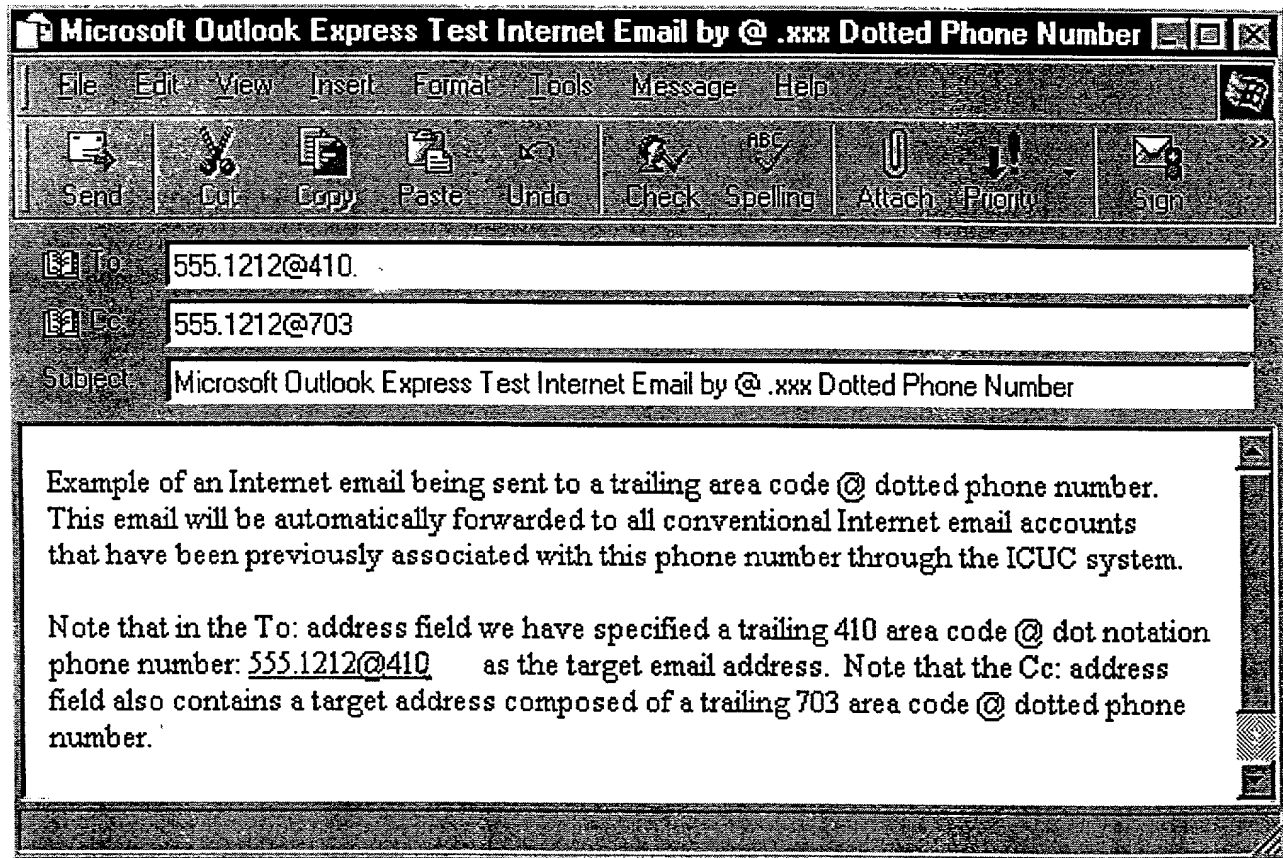 Microsoft Outlook Express Test Internet Email by @ .xxx Dotted Phone Number
File Edit View Insert Format Tools Message Help
ABC
Send Cut Copy Paste Undo Check Spelling Attach Priority Sign
To: 555.1212@410.
Cc: 555.1212@703
Subject: Microsoft Outlook Express Test Internet Email by @ .xxx Dotted Phone Number
Example of an Internet email being sent to a trailing area code @ dotted phone number.
This email will be automatically forwarded to all conventional Internet email accounts
that have been previously associated with this phone number through the ICUC system.
Note that in the To: address field we have specified a trailing 410 area code @ dot notation
phone number: 555.1212@410 as the target email address. Note that the Cc: address
field also contains a target address composed of a trailing 703 area code @ dotted phone
number.